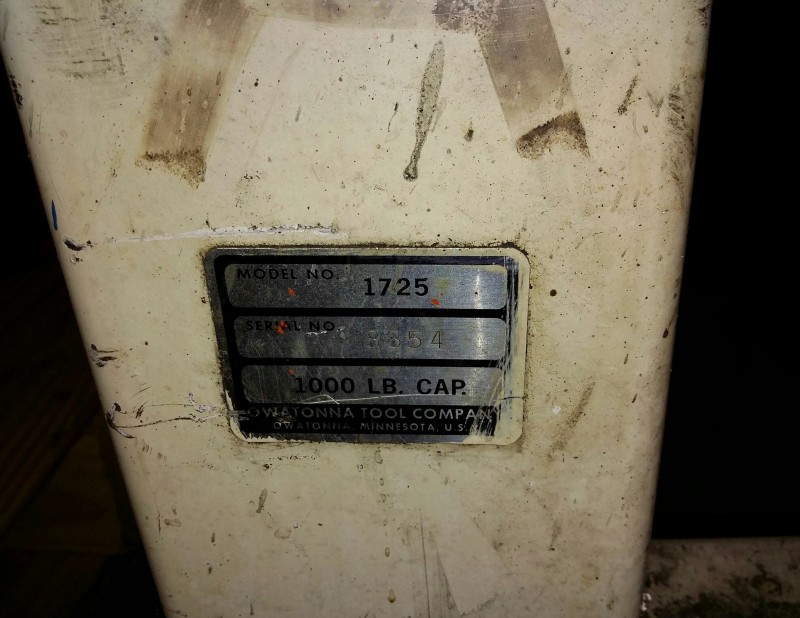 MODEL NO. 1725
SERIAL NO.
1000 LB. CAP.
OWATONNA TOOL COMPANY
OWATONNA, MINNESOTA, U.S.A.